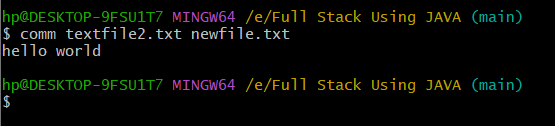 hp@DESKTOP-9FSU1T7 MINGW64 /e/Full Stack Using JAVA (main)
$ comm textfile2.txt newfile.txt
hello world
hp@DESKTOP-9FSU1T7 MINGW64 /e/Full Stack Using JAVA (main)
$